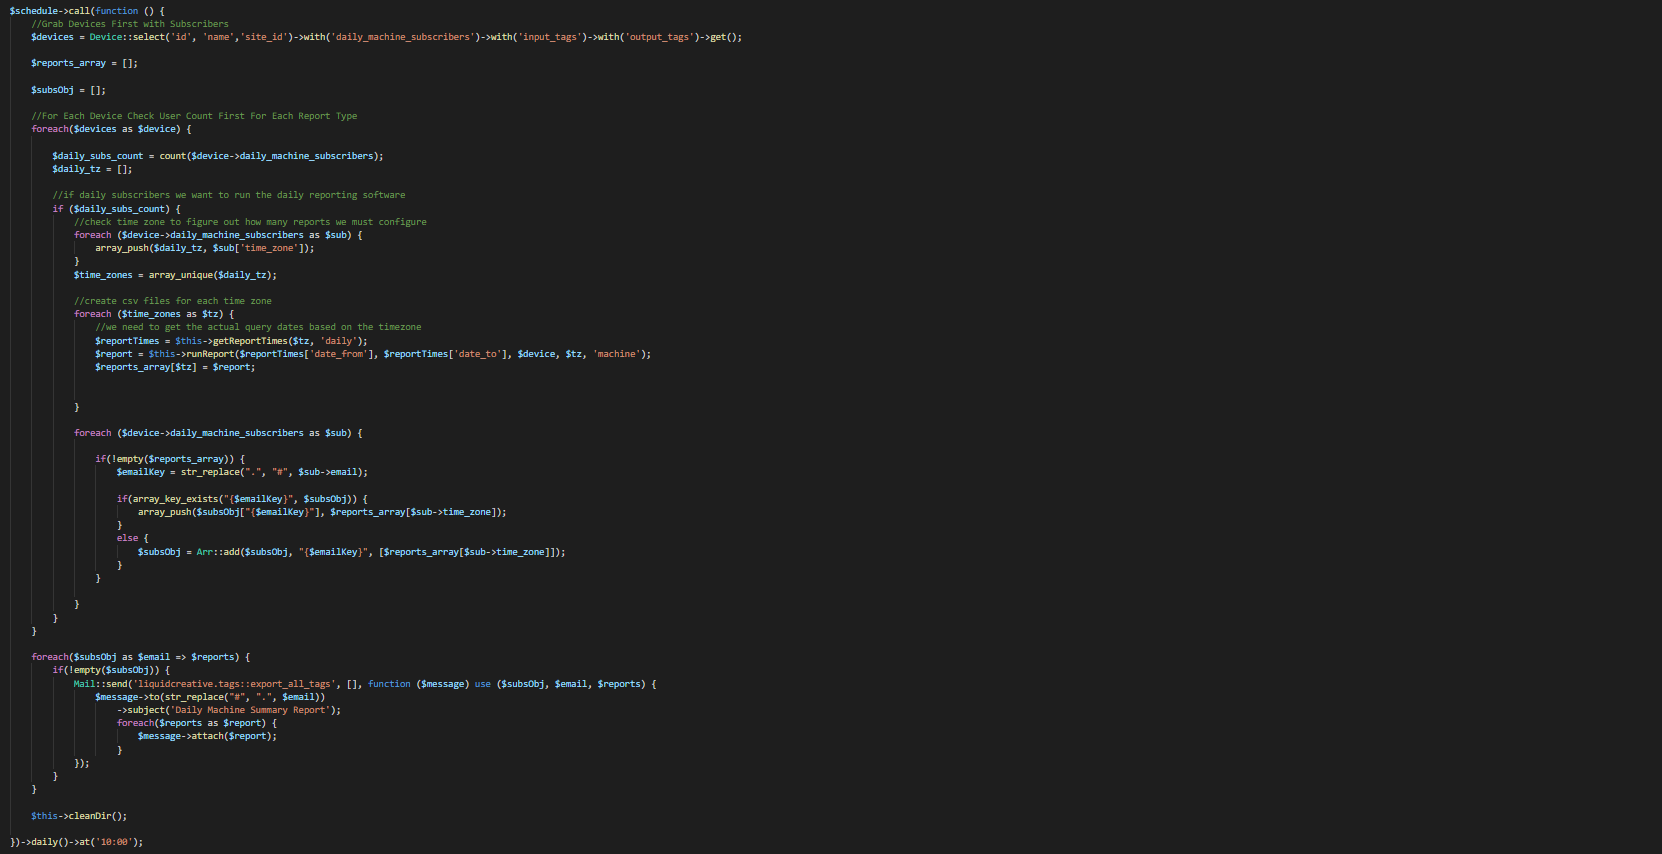 $schedule->call(function () {
//Grab Devices First with Subscribers
$devices = Device::select('id', 'name','site_id')->with('daily_machine_subscribers')->with('input_tags')->with('output_tags')->get();
$reports_array = [];
$subsObj = [];
//For Each Device Check User Count First For Each Report Type
foreach($devices as $device) {
$daily_subs_count = count($device->daily_machine_subscribers);
$daily_tz = [];
//if daily subscribers we want to run the daily reporting software
if ($daily_subs_count) {
//check time zone to figure out how many reports we must configure
foreach ($device->daily_machine_subscribers as $sub) {
array_push($daily_tz, $sub['time_zone']);
}
$time_zones = array_unique($daily_tz);
//create csv files for each time zone
foreach ($time_zones as $tz) {
//we need to get the actual query dates based on the timezone
$reportTimes = $this->getReportTimes($tz, 'daily');
$report = $this->runReport($reportTimes['date_from'], $reportTimes['date_to'], $device, $tz, 'machine');
$reports_array[$tz] = $report;
}
foreach ($device->daily_machine_subscribers as $sub) {
if(!empty($reports_array)) {
$emailKey = str_replace(".", "#", $sub->email);
if(array_key_exists("{$emailKey}", $subsObj)) {
array_push($subsObj["{$emailKey}"], $reports_array[$sub->time_zone]);
}
else {
$subsObj = Arr::add($subsObj, "{$emailKey}", [$reports_array[$sub->time_zone]]);
}
}
}
}
}
foreach($subsObj as $email => $reports) {
if(!empty($subsObj)) {
Mail::send('liquidcreative.tags::export_all_tags', [], function ($message) use ($subsObj, $email, $reports) {
$message->to(str_replace("#", ".", $email))
->subject('Daily Machine Summary Report');
foreach($reports as $report) {
$message->attach($report);
}
});
}
}
$this->cleanDir();
})->daily()->at('10:00');